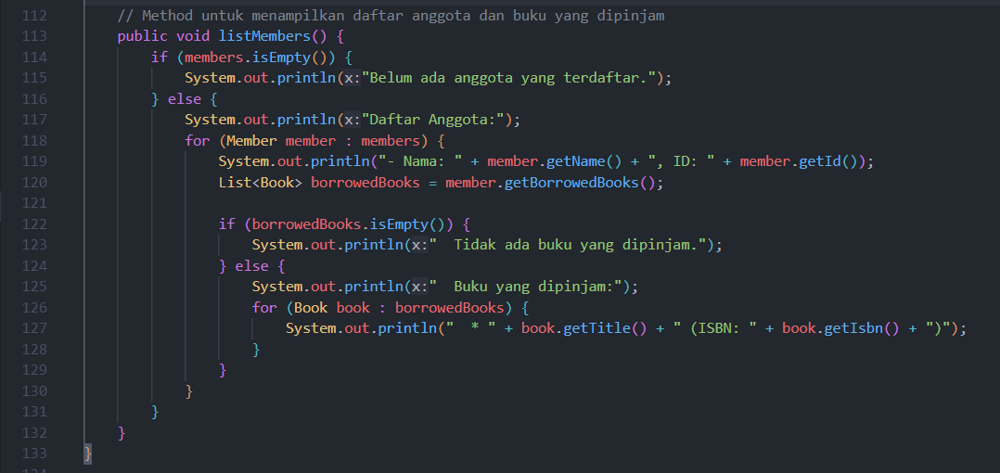 112 // Method untuk menampilkan daftar anggota dan buku yang dipinjam
113 public void listMembers() {
114 if (members.isEmpty()) {
115 System.out.println(x:"Belum ada anggota yang terdaftar.");
116 } else {
117 System.out.println(x:"Daftar Anggota:");
118 for (Member member : members) {
119 System.out.println("- Nama: " + member.getName() + ", ID: " + member.getId());
120 List<Book> borrowedBooks = member.getBorrowedBooks();
121
122 if (borrowedBooks.isEmpty()) {
123 System.out.println(x:"  Tidak ada buku yang dipinjam.");
124 } else {
125 System.out.println(x:"  Buku yang dipinjam:");
126 for (Book book : borrowedBooks) {
127 System.out.println("  * " + book.getTitle() + " (ISBN: " + book.getIsbn() + ")");
128 }
129 }
130 }
131 }
132 }
133 }